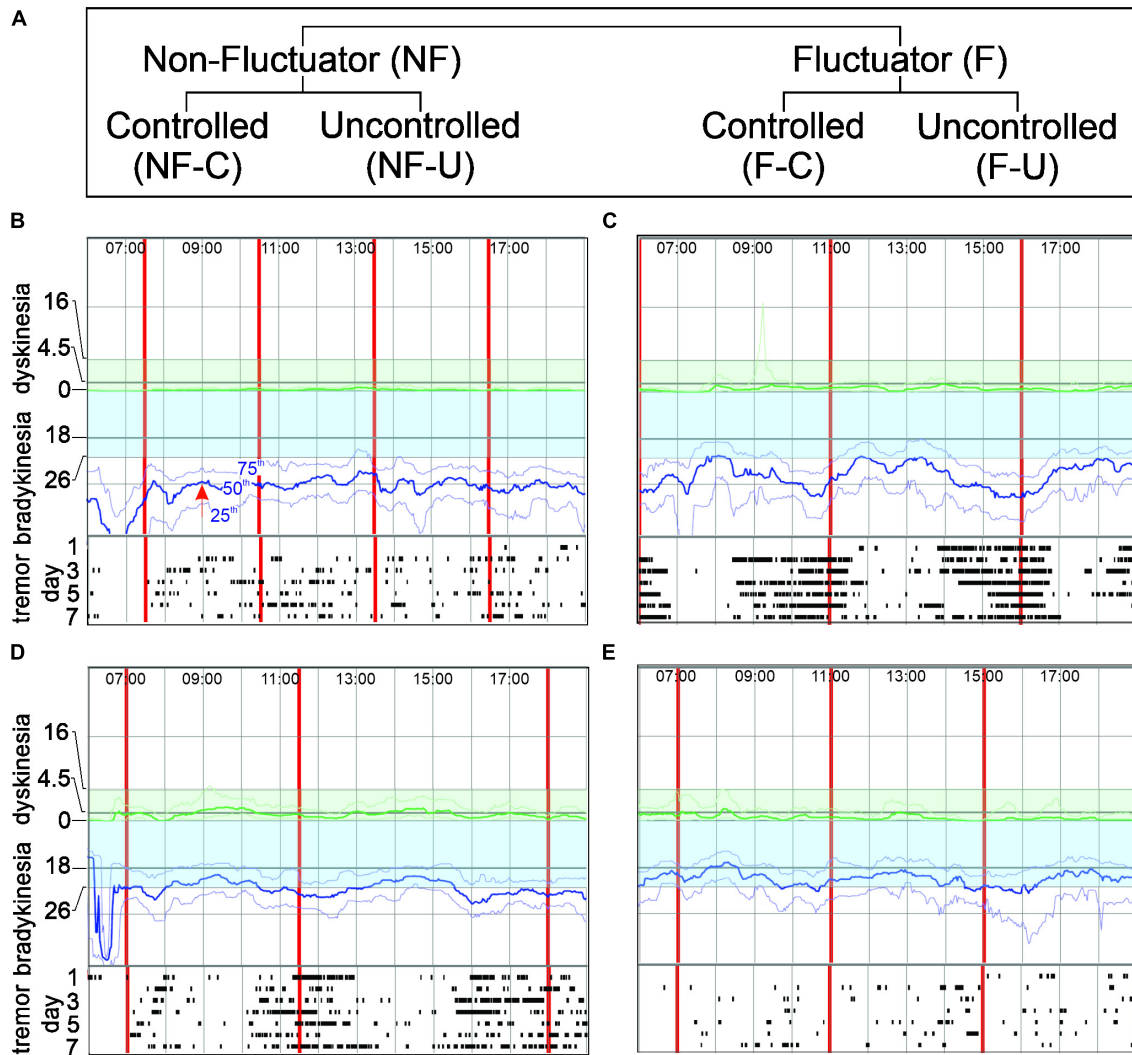 A
Non-Fluctuator (NF)
Fluctuator (F)
Controlled (NF-C)
Uncontrolled (NF-U)
Controlled (F-C)
Uncontrolled (F-U)
B
07:00 09:00 11:00 13:00 15:00 17:00
16
4.5
0
18
26
dyskinesia
bradykinesia
tremor
day
75th
50th
25th
1
3
5
7
C
07:00 09:00 11:00 13:00 15:00 17:00
D
07:00 09:00 11:00 13:00 15:00 17:00
16
4.5
0
18
26
dyskinesia
bradykinesia
tremor
day
1
3
5
7
E
07:00 09:00 11:00 13:00 15:00 17:00